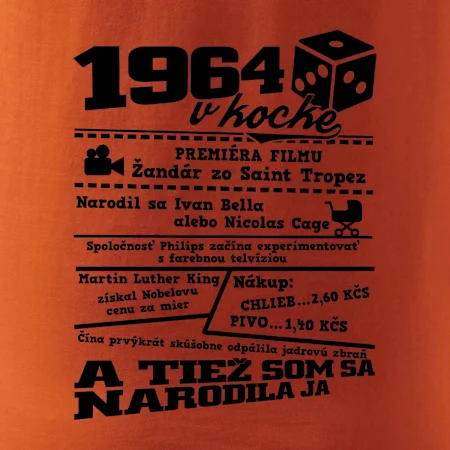 1964
v kocke
PREMIÉRA FILMU
Žandár zo Saint Tropez
Narodil sa Ivan Bella
alebo Nicolas Cage
Spoločnosť Philips začína experimentovať
s farebnou telvíziou
Martin Luther King
získal Nobelovu
cenu za mier
Nákup:
CHLIEB...2,60 KČS
PIVO...1,40 KČS
Čína prvýkrát skúšobne odpálila jadrovú zbraň
A TIEŽ SOM SA
NARODILA JA